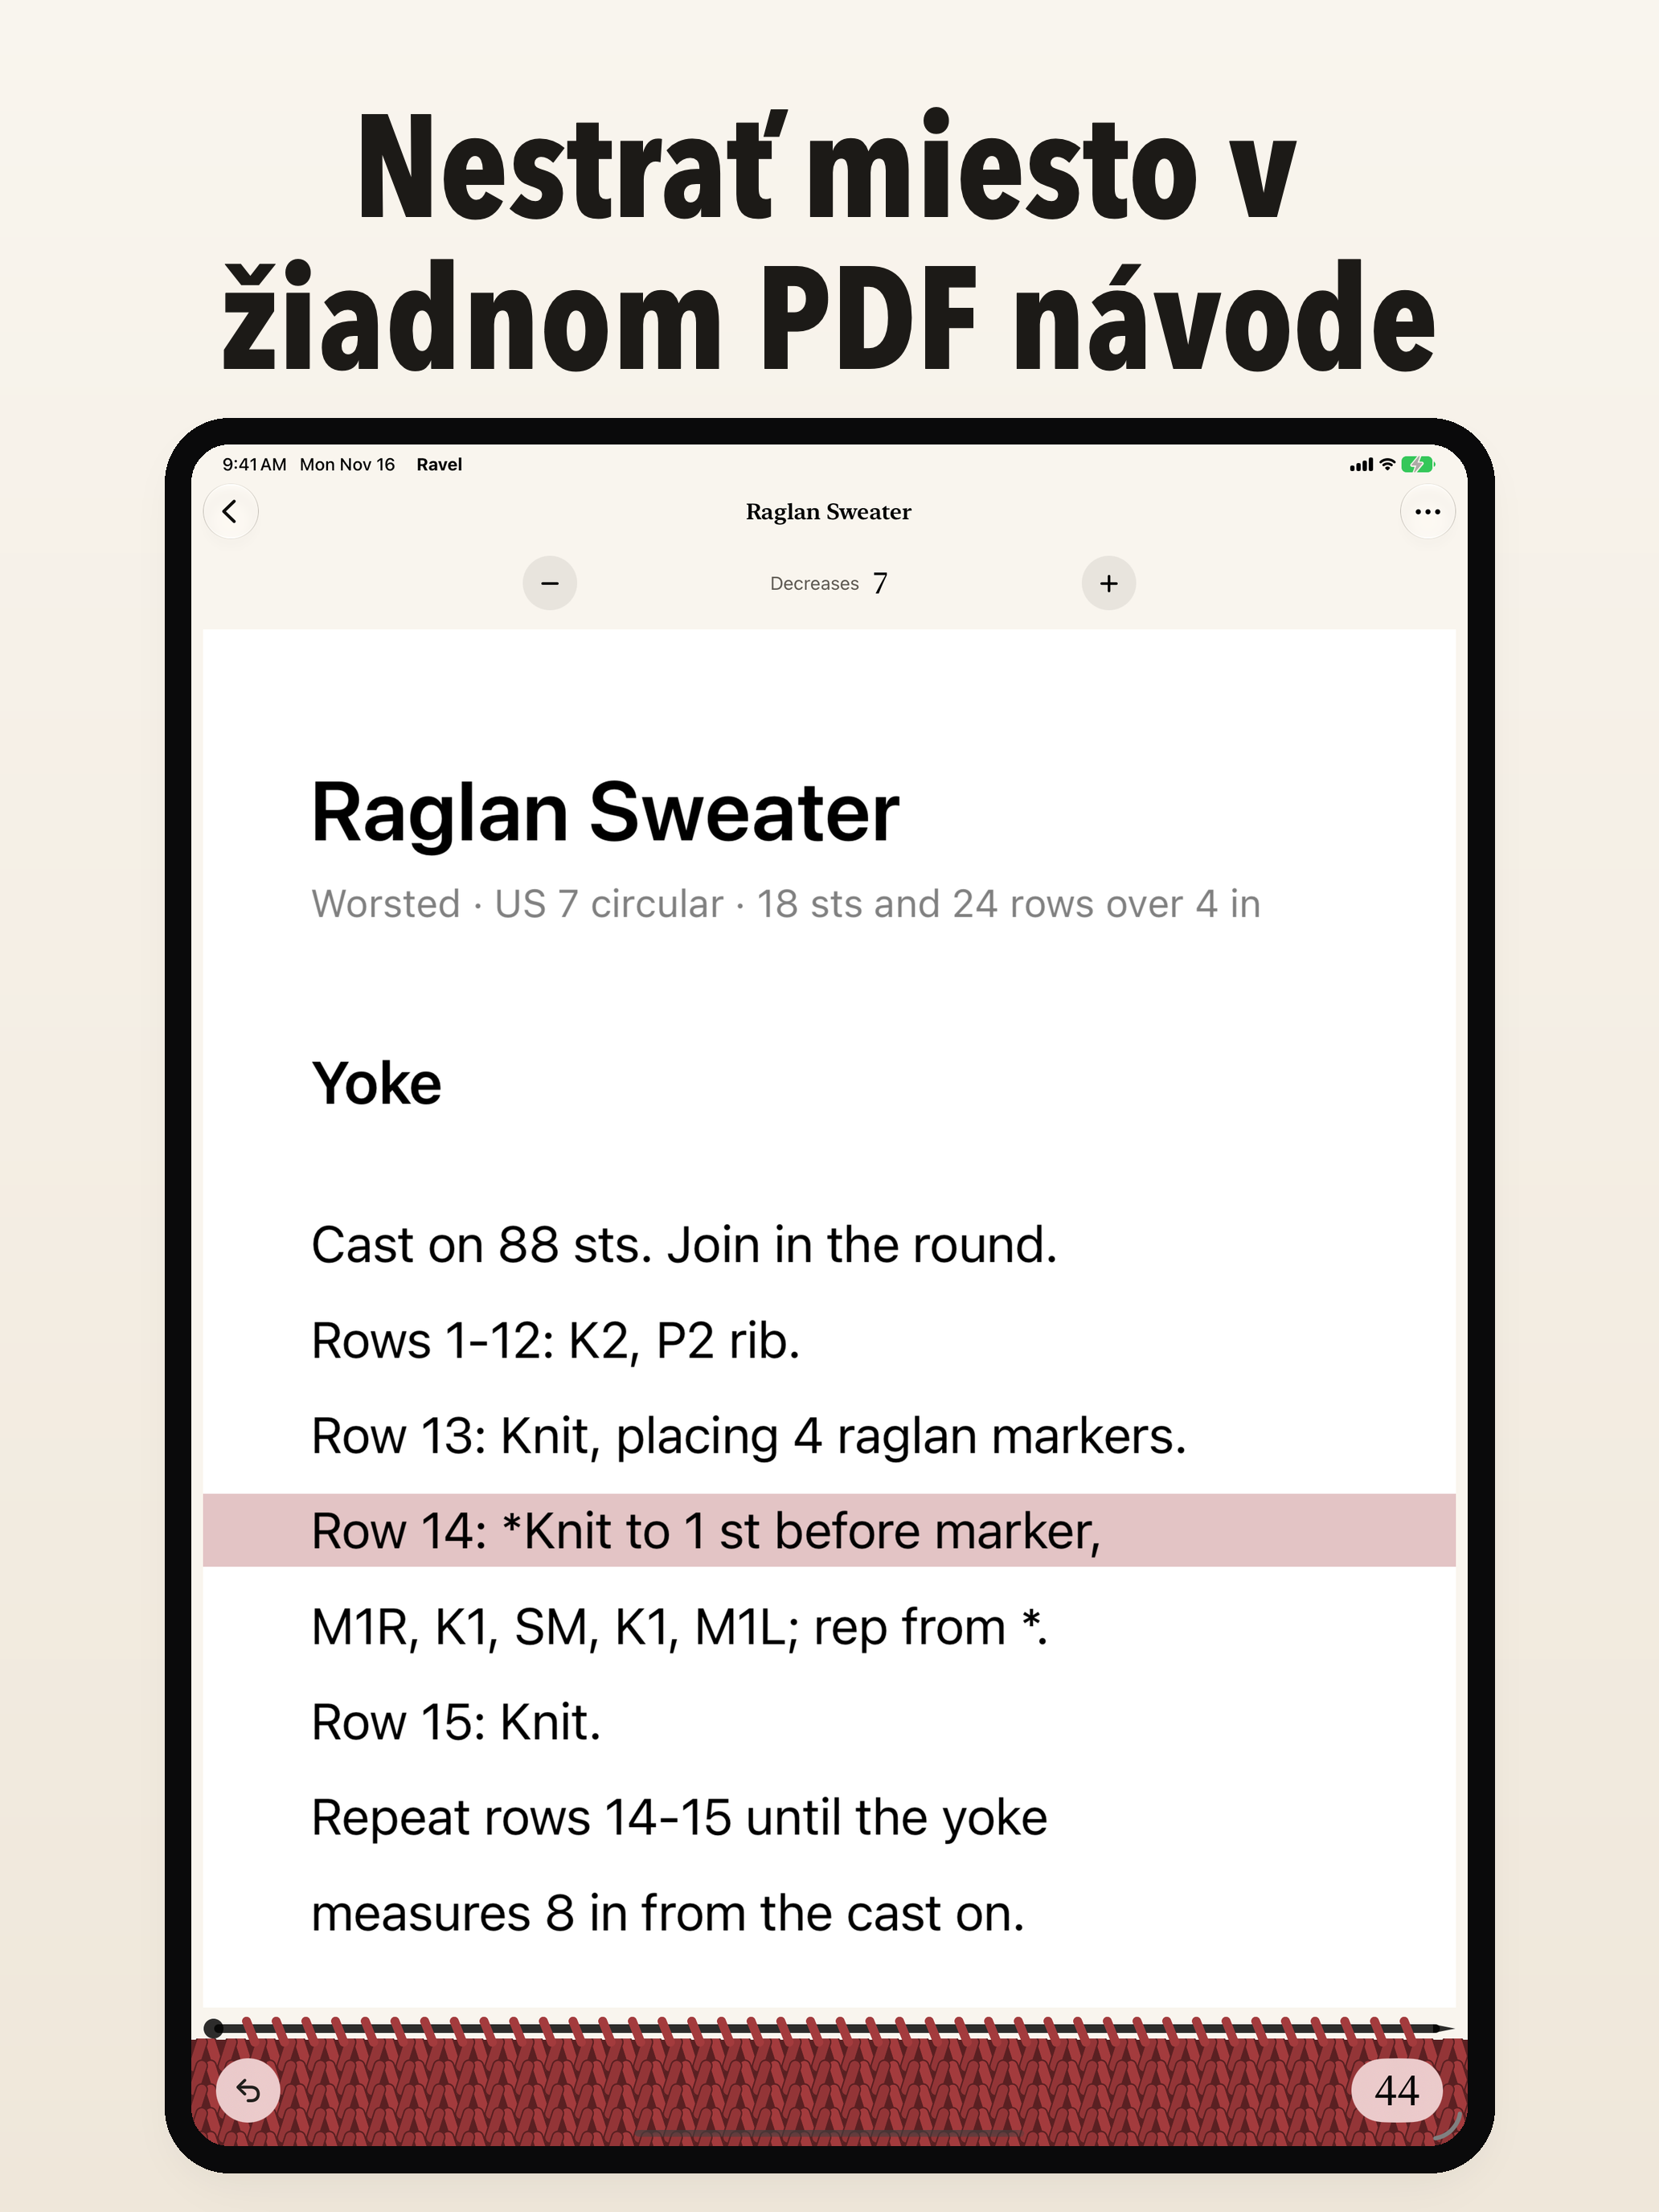 Nestrať miesto v
žiadnom PDF návode
9:41 AM Mon Nov 16 Ravel
Raglan Sweater
Decreases 7
Raglan Sweater
Worsted · US 7 circular · 18 sts and 24 rows over 4 in
Yoke
Cast on 88 sts. Join in the round.
Rows 1-12: K2, P2 rib.
Row 13: Knit, placing 4 raglan markers.
Row 14: *Knit to 1 st before marker,
M1R, K1, SM, K1, M1L; rep from *.
Row 15: Knit.
Repeat rows 14-15 until the yoke
measures 8 in from the cast on.
44